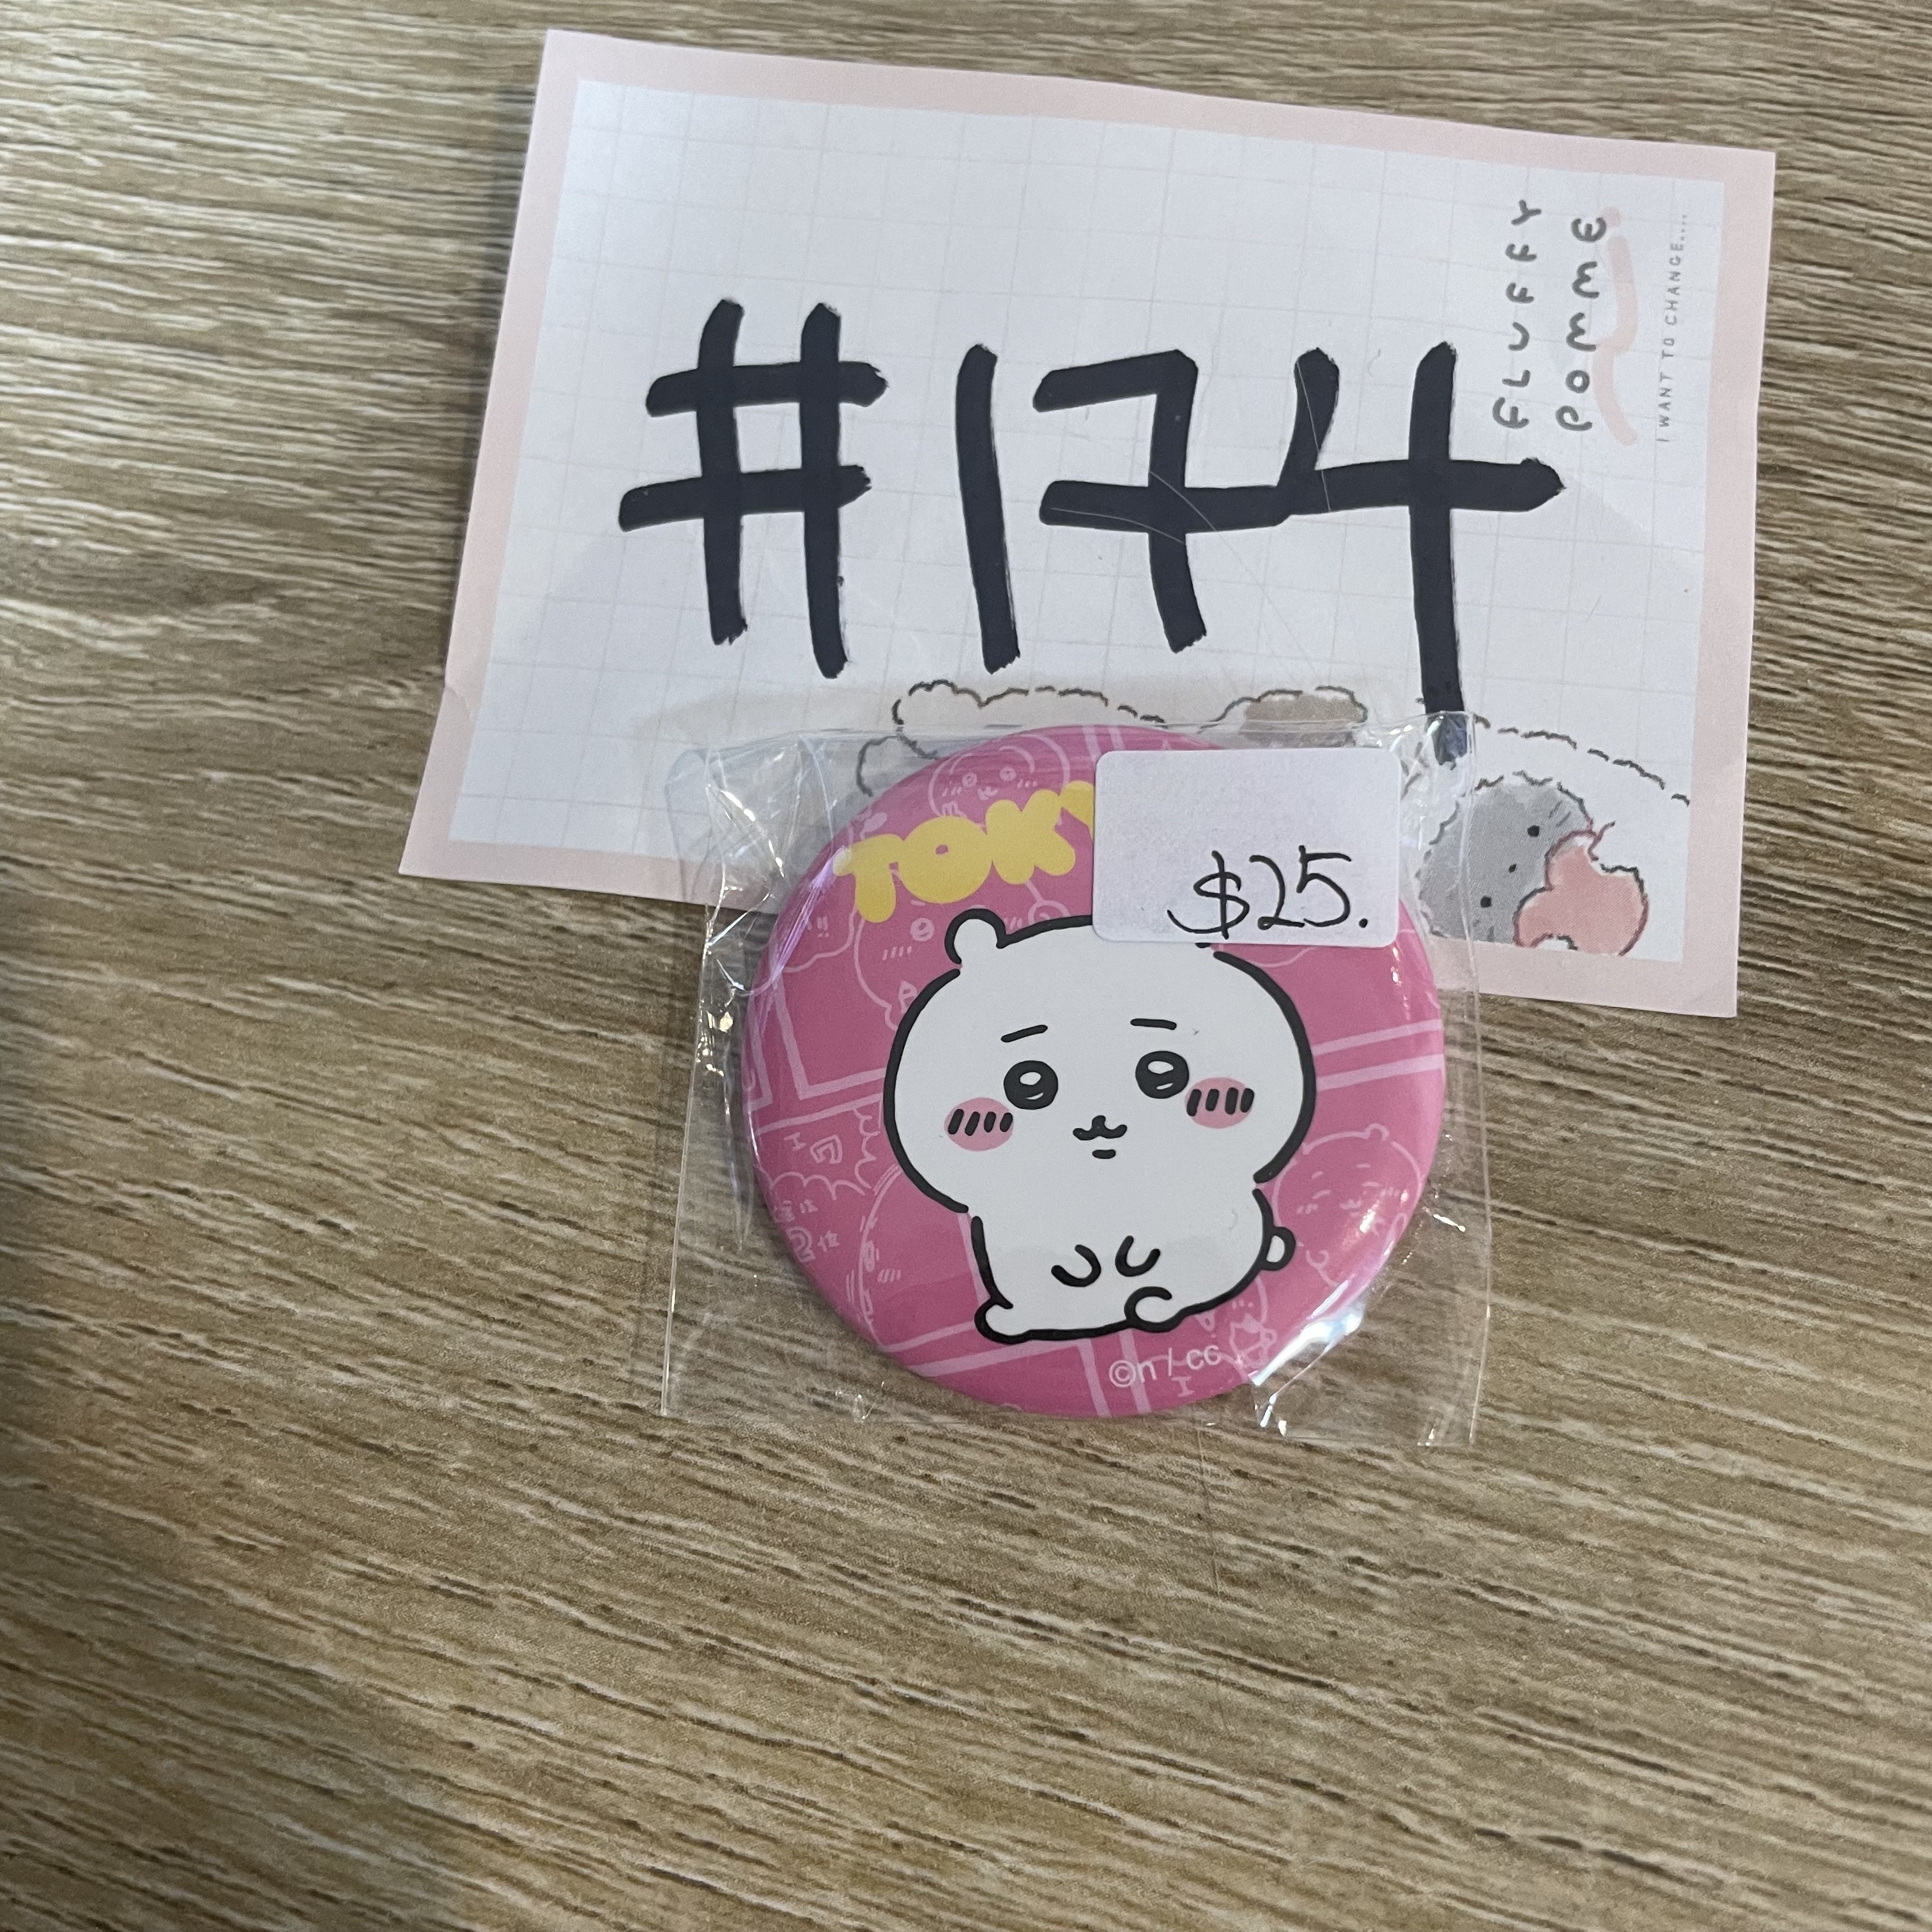 #174
FLUFFY
POMME
I WANT TO CHANGE....
TOKY
$25.
©n / cc